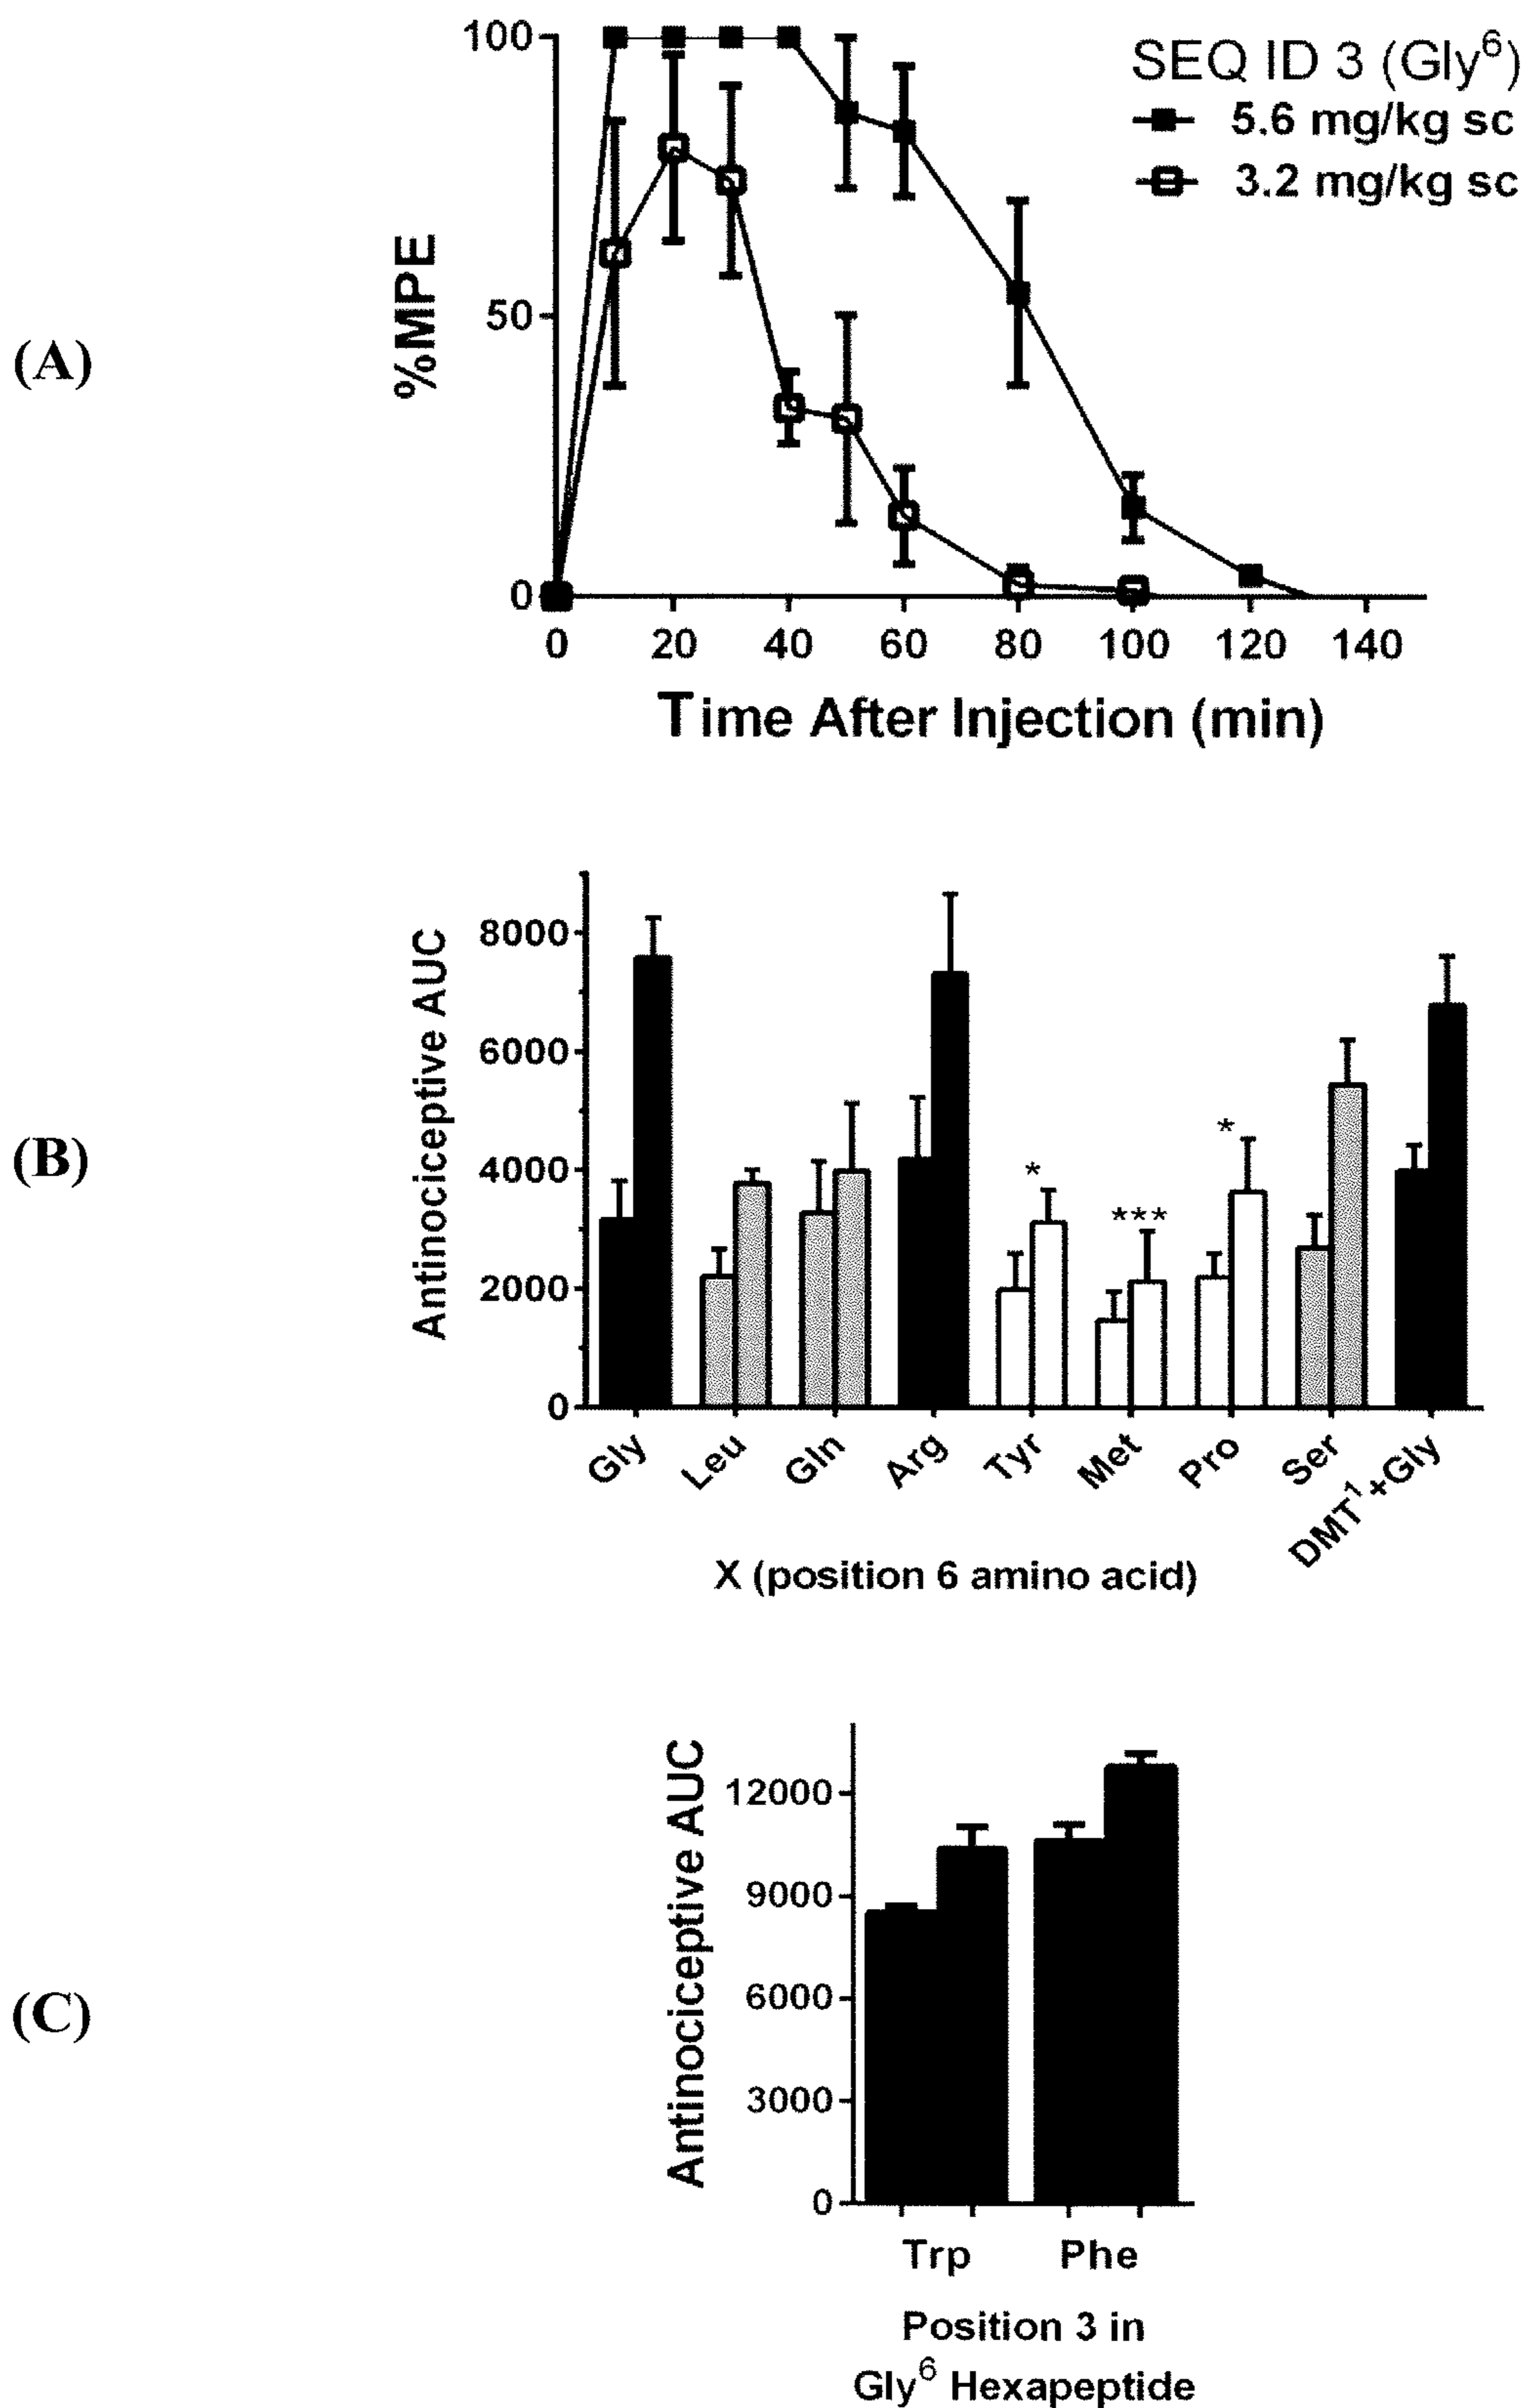 (A)
%MPE
100
50
0
SEQ ID 3 (Gly⁶)
5.6 mg/kg sc
3.2 mg/kg sc
0 20 40 60 80 100 120 140
Time After Injection (min)
(B)
Antinociceptive AUC
8000
6000
4000
2000
0
*
***
*
Gly Leu Gln Arg Tyr Met Pro Ser DMT¹+Gly
X (position 6 amino acid)
(C)
Antinociceptive AUC
12000
9000
6000
3000
0
Trp Phe
Position 3 in
Gly⁶ Hexapeptide